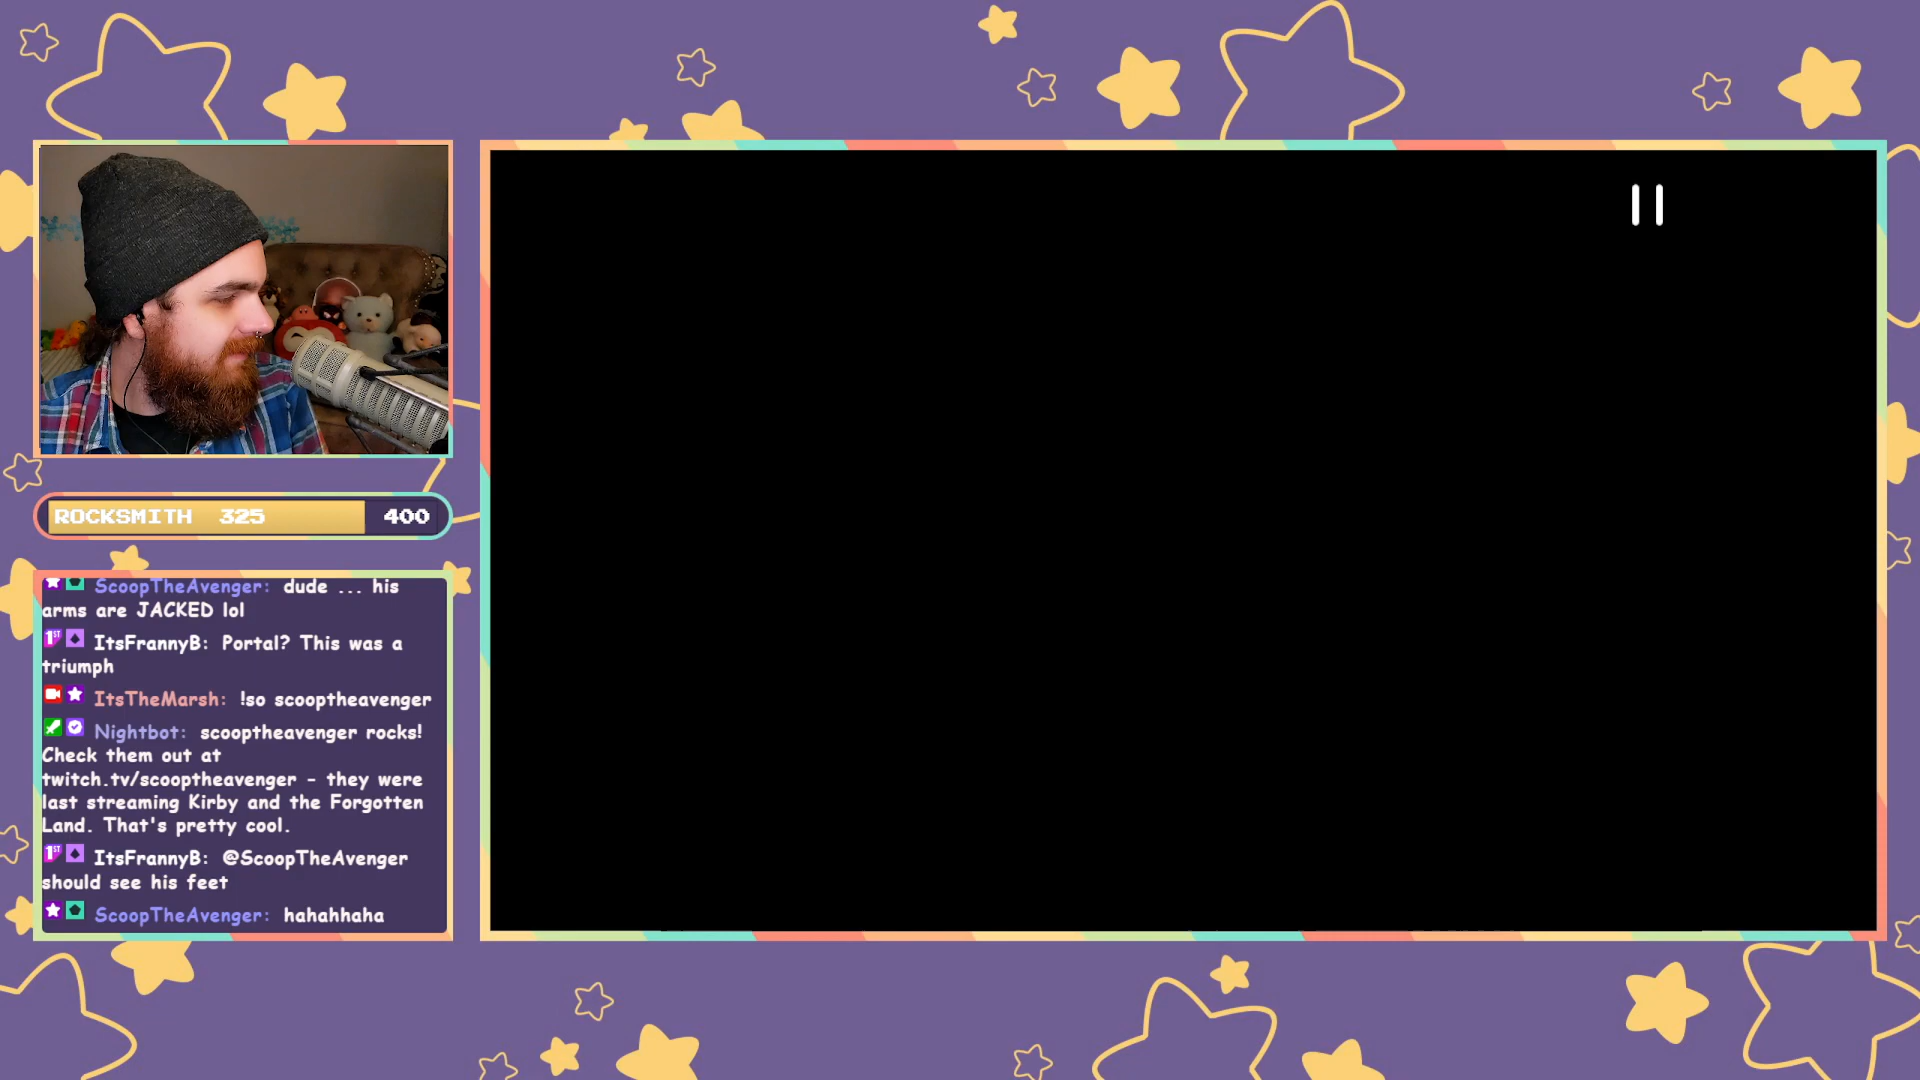 ROCKSMITH 325 400
ScoopTheAvenger: dude ... his
arms are JACKED lol
ItsFrannyB: Portal? This was a
triumph
ItsTheMarsh: !so scooptheavenger
Nightbot: scooptheavenger rocks!
Check them out at
twitch.tv/scooptheavenger - they were
last streaming Kirby and the Forgotten
Land. That's pretty cool.
ItsFrannyB: @ScoopTheAvenger
should see his feet
ScoopTheAvenger: hahahhaha